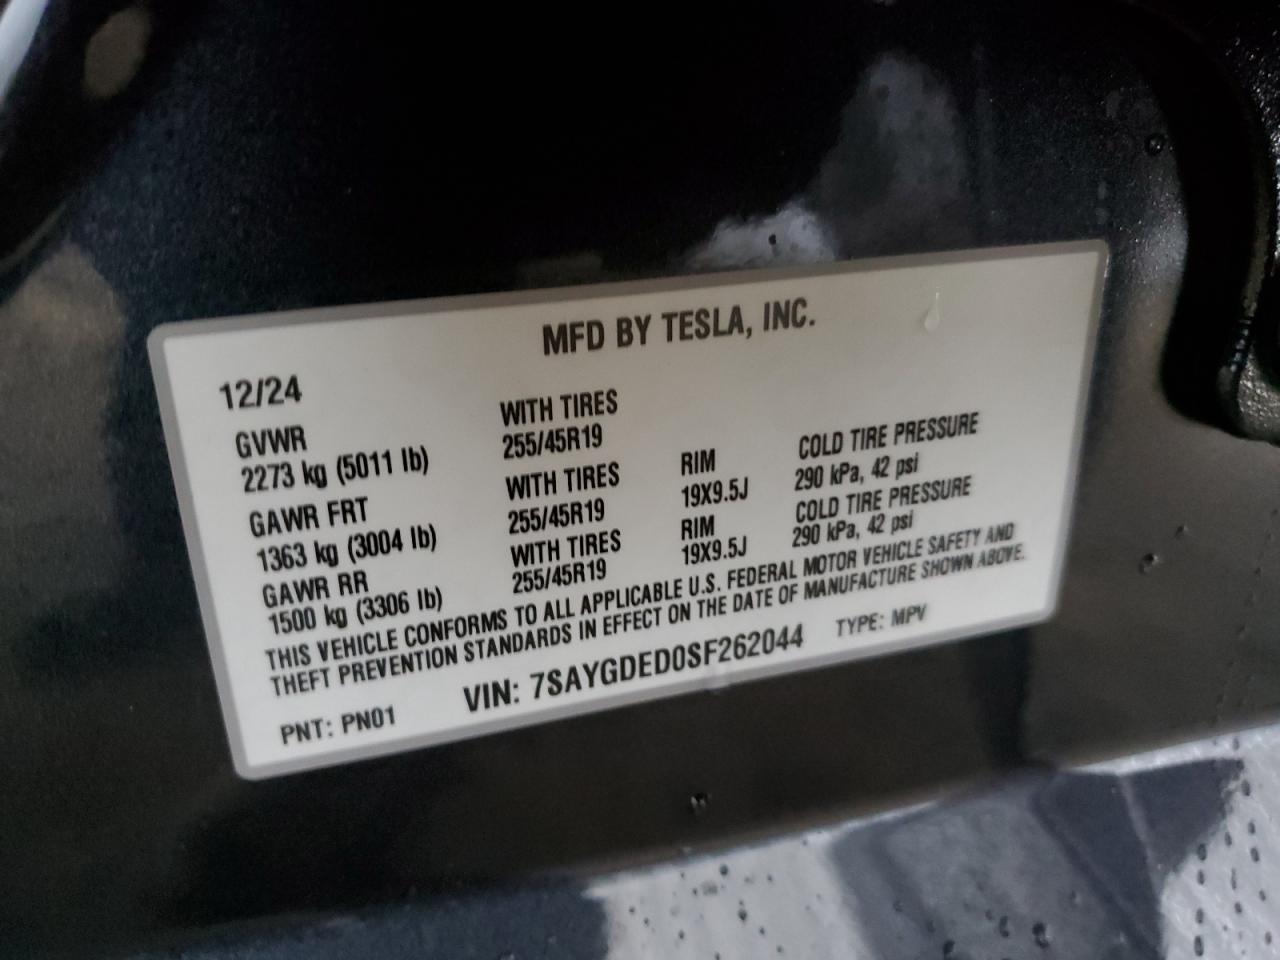 MFD BY TESLA, INC.
12/24
GVWR WITH TIRES
2273 kg (5011 lb) 255/45R19
GAWR FRT WITH TIRES RIM COLD TIRE PRESSURE
1363 kg (3004 lb) 255/45R19 19X9.5J 290 kPa, 42 psi
GAWR RR WITH TIRES RIM COLD TIRE PRESSURE
1500 kg (3306 lb) 255/45R19 19X9.5J 290 kPa, 42 psi
THIS VEHICLE CONFORMS TO ALL APPLICABLE U.S. FEDERAL MOTOR VEHICLE SAFETY AND
THEFT PREVENTION STANDARDS IN EFFECT ON THE DATE OF MANUFACTURE SHOWN ABOVE.
PNT: PN01 VIN: 7SAYGDED0SF262044 TYPE: MPV